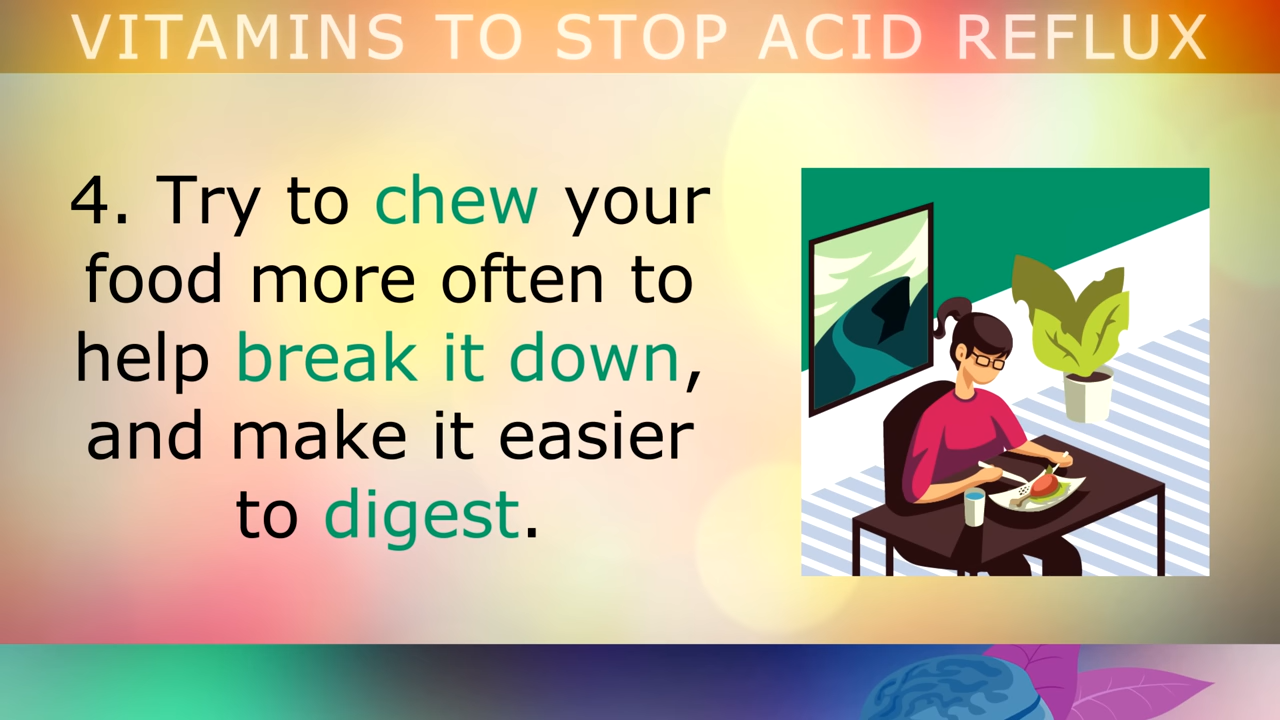 VITAMINS TO STOP ACID REFLUX
4. Try to chew your
food more often to
help break it down,
and make it easier
to digest.